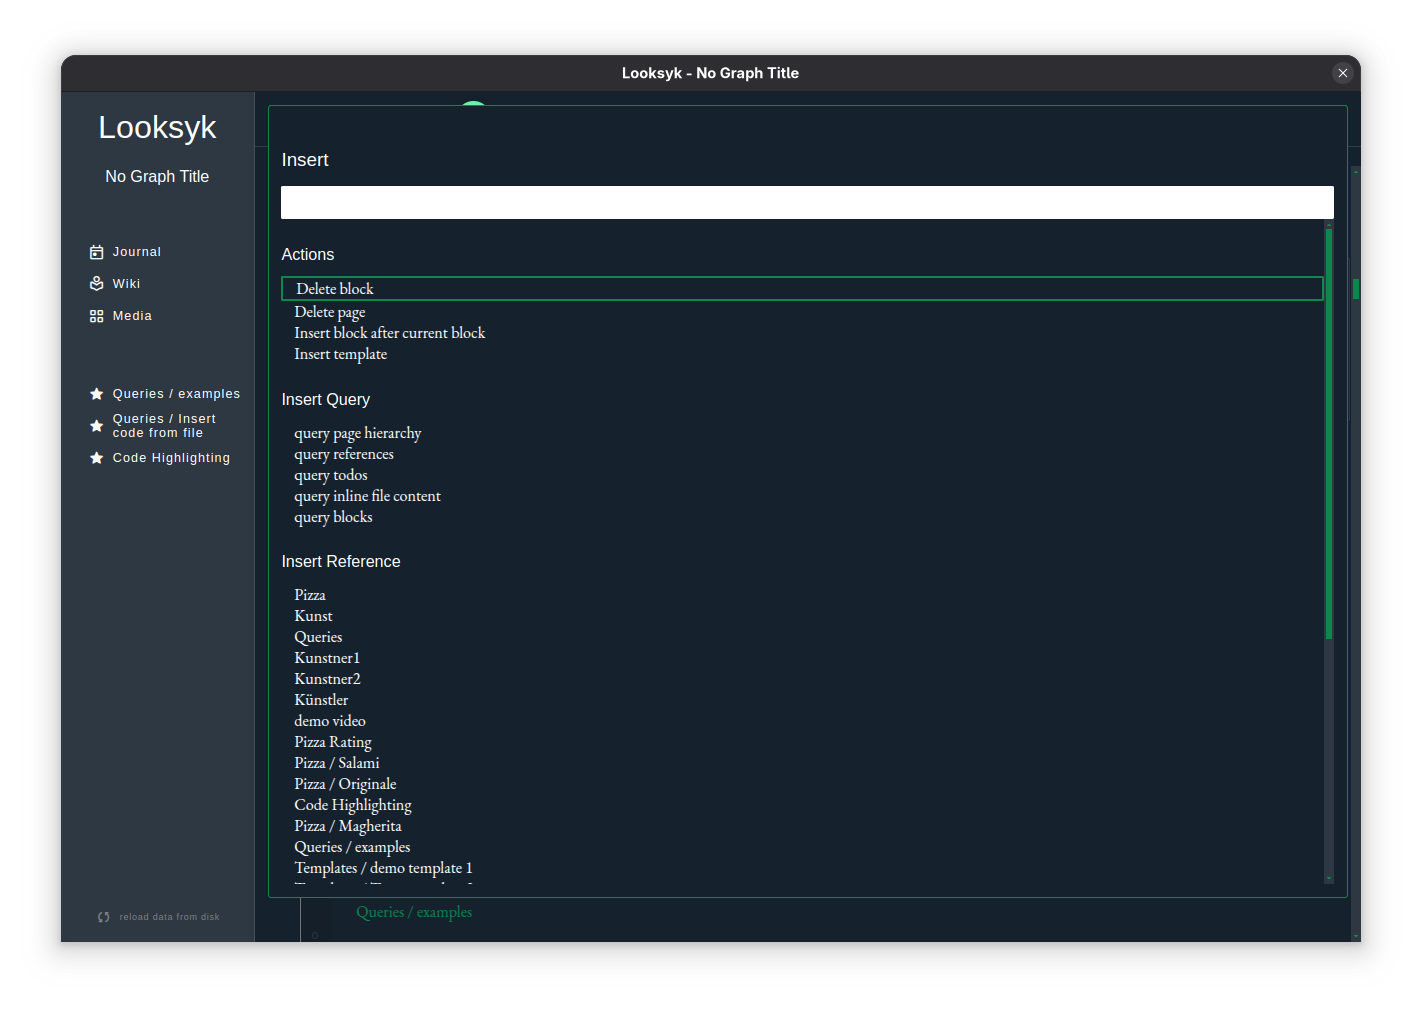 Looksyk - No Graph Title
Looksyk
No Graph Title
Journal
Wiki
Media
Queries / examples
Queries / Insert
code from file
Code Highlighting
reload data from disk
Insert
Actions
Delete block
Delete page
Insert block after current block
Insert template
Insert Query
query page hierarchy
query references
query todos
query inline file content
query blocks
Insert Reference
Pizza
Kunst
Queries
Kunstner1
Kunstner2
Künstler
demo video
Pizza Rating
Pizza / Salami
Pizza / Originale
Code Highlighting
Pizza / Magherita
Queries / examples
Templates / demo template 1
Queries / examples